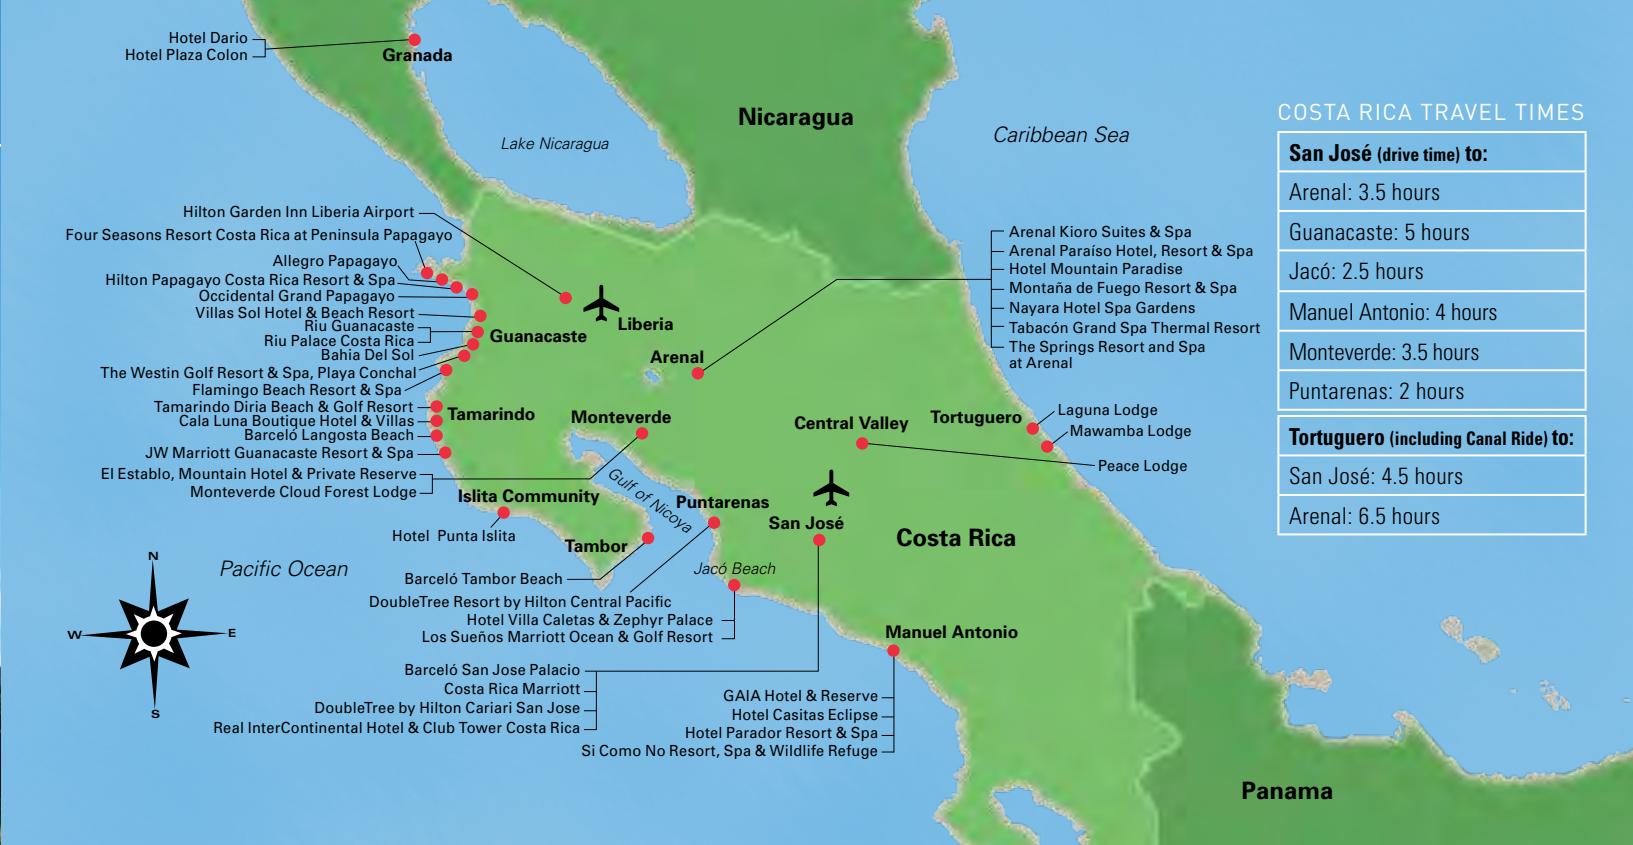 Hotel Dario
Hotel Plaza Colon
Granada
Nicaragua
Lake Nicaragua
Caribbean Sea
Hilton Garden Inn Liberia Airport
Four Seasons Resort Costa Rica at Peninsula Papagayo
Allegro Papagayo
Hilton Papagayo Costa Rica Resort & Spa
Occidental Grand Papagayo
Villas Sol Hotel & Beach Resort
Riu Guanacaste
Riu Palace Costa Rica
Bahia Del Sol
The Westin Golf Resort & Spa, Playa Conchal
Flamingo Beach Resort & Spa
Tamarindo Diria Beach & Golf Resort
Cala Luna Boutique Hotel & Villas
Barceló Langosta Beach
JW Marriott Guanacaste Resort & Spa
El Establo, Mountain Hotel & Private Reserve
Monteverde Cloud Forest Lodge
Guanacaste
Liberia
Arenal
Tamarindo
Monteverde
Central Valley
Tortuguero
Arenal Kioro Suites & Spa
Arenal Paraíso Hotel, Resort & Spa
Hotel Mountain Paradise
Montaña de Fuego Resort & Spa
Nayara Hotel Spa Gardens
Tabacón Grand Spa Thermal Resort
The Springs Resort and Spa
at Arenal
Laguna Lodge
Mawamba Lodge
Peace Lodge
Islita Community
Gulf of Nicoya
Puntarenas
San José
Costa Rica
Hotel Punta Islita
Tambor
Pacific Ocean
Jacó Beach
Barceló Tambor Beach
DoubleTree Resort by Hilton Central Pacific
Hotel Villa Caletas & Zephyr Palace
Los Sueños Marriott Ocean & Golf Resort
Manuel Antonio
Barceló San Jose Palacio
Costa Rica Marriott
DoubleTree by Hilton Cariari San Jose
Real InterContinental Hotel & Club Tower Costa Rica
GAIA Hotel & Reserve
Hotel Casitas Eclipse
Hotel Parador Resort & Spa
Si Como No Resort, Spa & Wildlife Refuge
Panama
N
W
E
S
COSTA RICA TRAVEL TIMES
San José (drive time) to:
Arenal: 3.5 hours
Guanacaste: 5 hours
Jacó: 2.5 hours
Manuel Antonio: 4 hours
Monteverde: 3.5 hours
Puntarenas: 2 hours
Tortuguero (including Canal Ride) to:
San José: 4.5 hours
Arenal: 6.5 hours